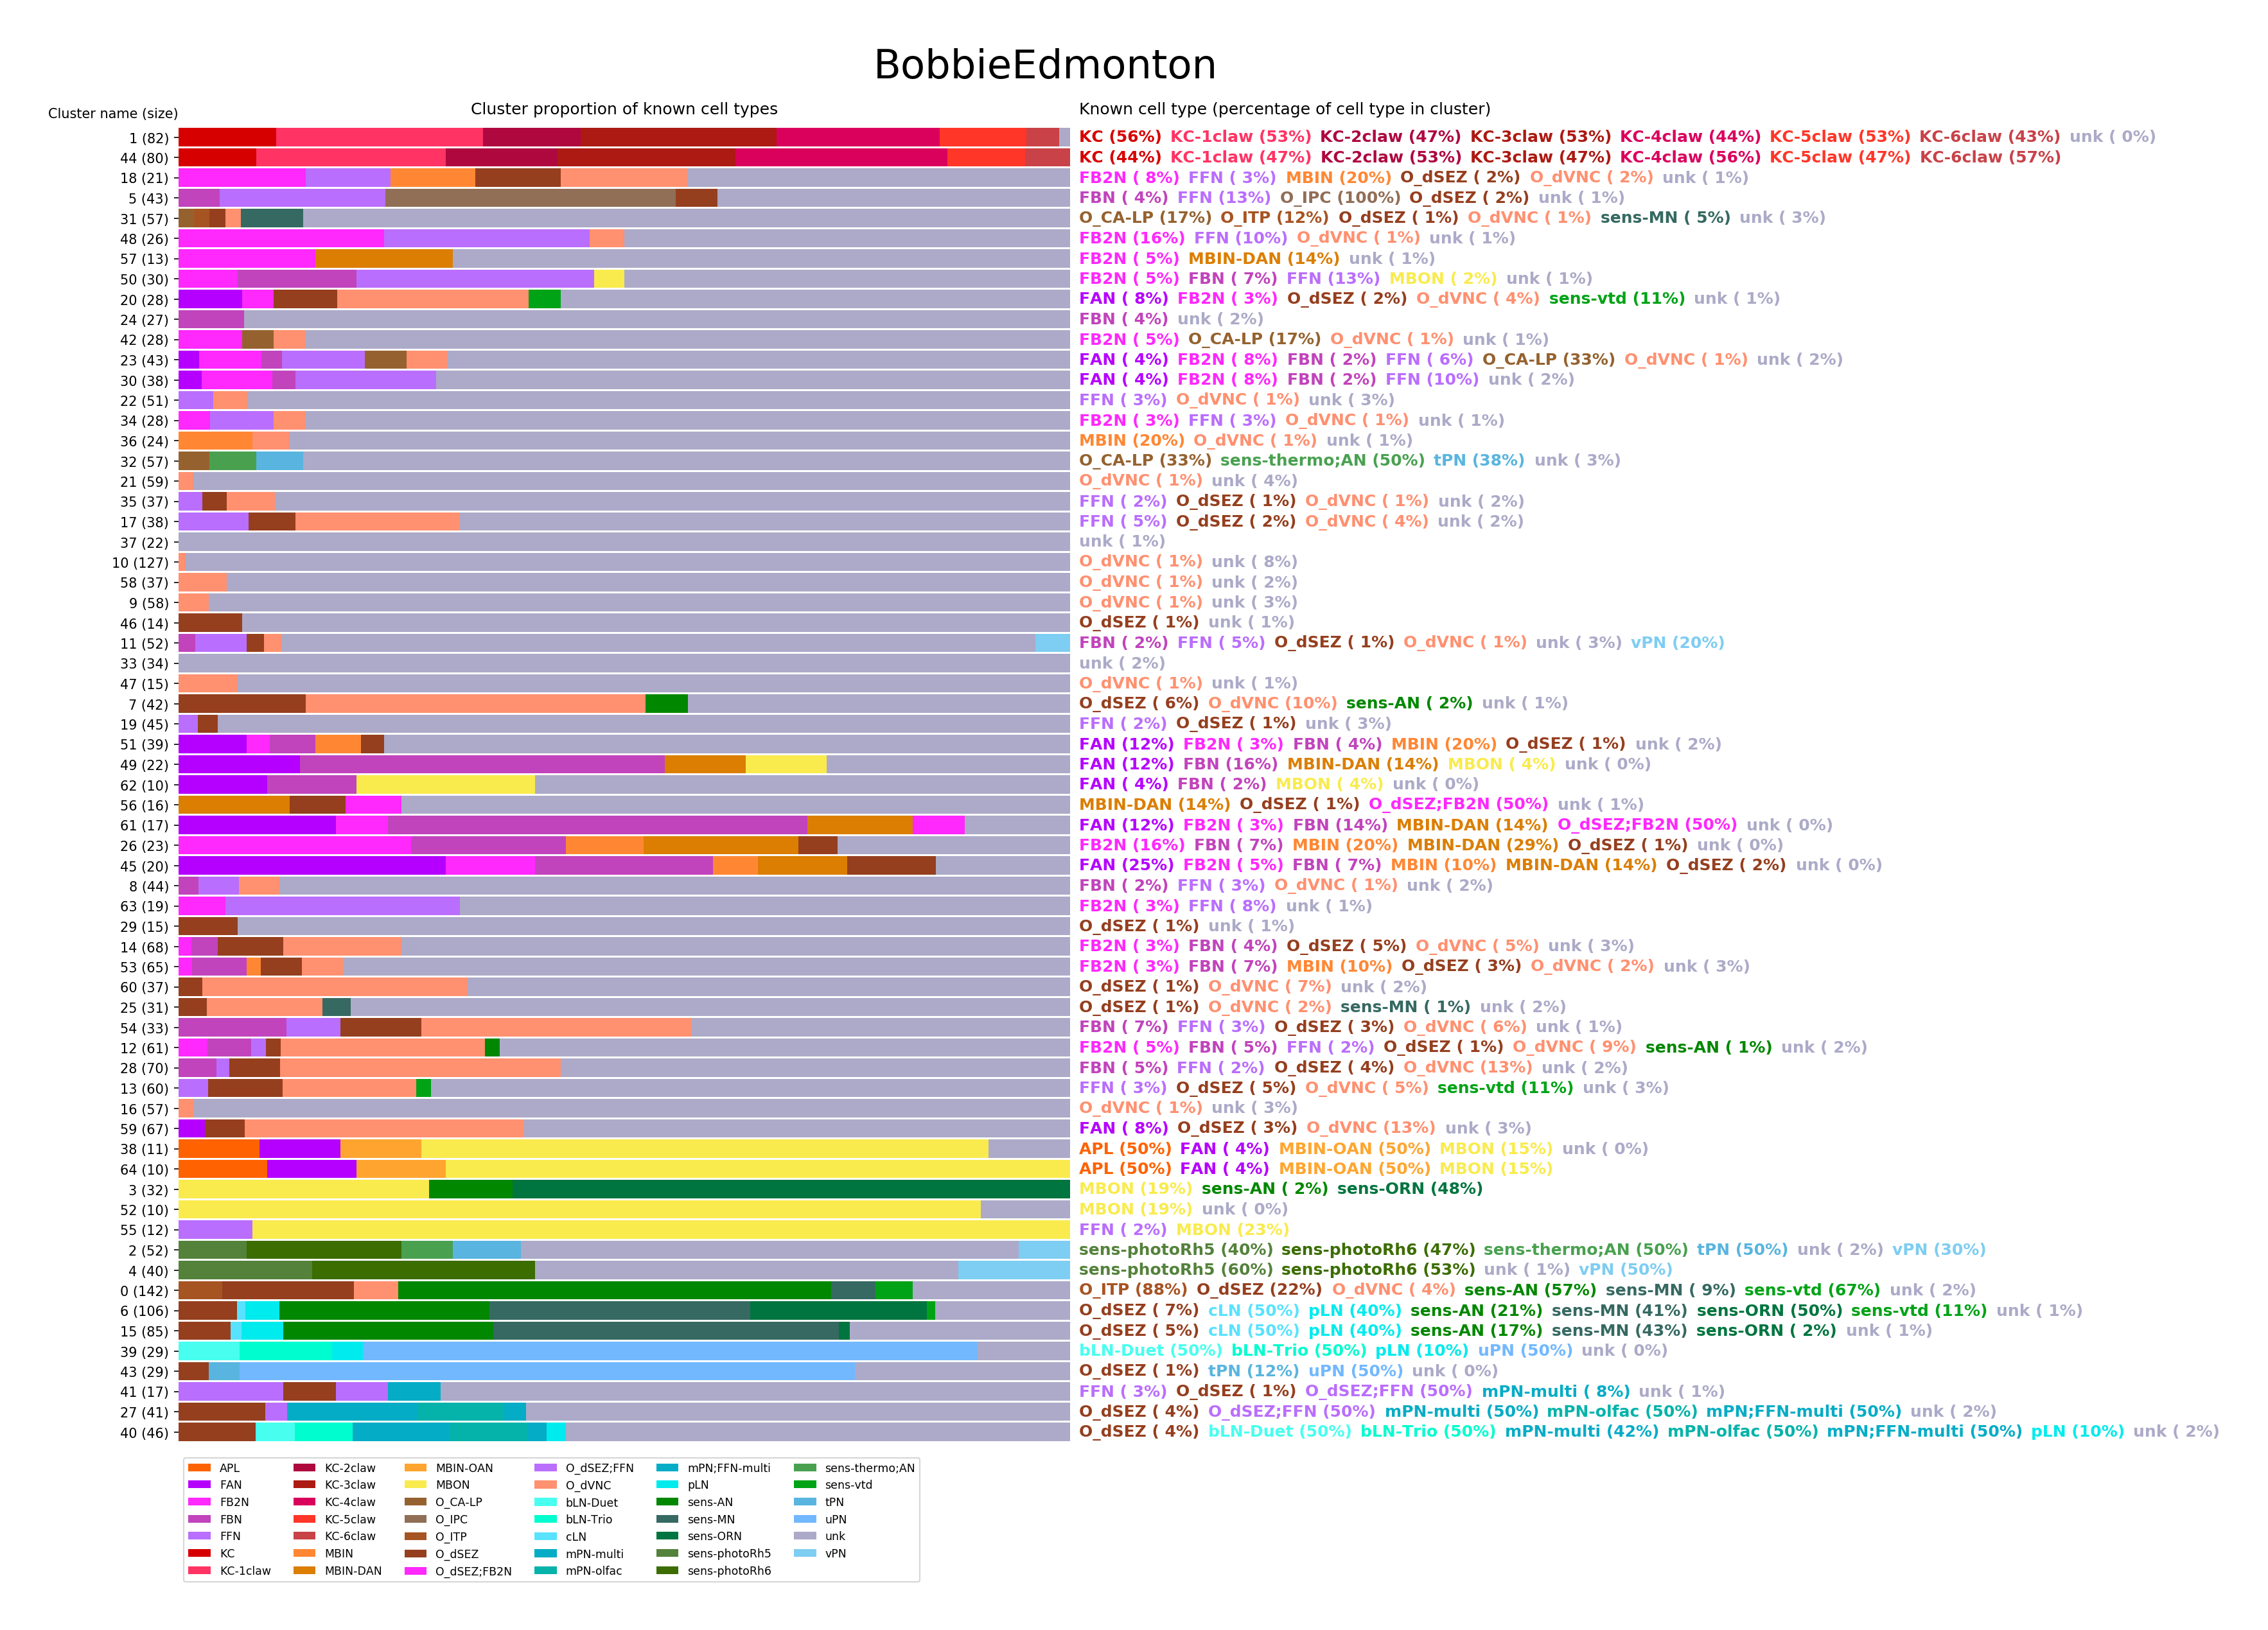 BobbieEdmonton
Cluster name (size) Cluster proportion of known cell types Known cell type (percentage of cell type in cluster)
1 (82) KC (56%) KC-1claw (53%) KC-2claw (47%) KC-3claw (53%) KC-4claw (44%) KC-5claw (53%) KC-6claw (43%) unk ( 0%)
44 (80) KC (44%) KC-1claw (47%) KC-2claw (53%) KC-3claw (47%) KC-4claw (56%) KC-5claw (47%) KC-6claw (57%)
18 (21) FB2N ( 8%) FFN ( 3%) MBIN (20%) O_dSEZ ( 2%) O_dVNC ( 2%) unk ( 1%)
5 (43) FBN ( 4%) FFN (13%) O_IPC (100%) O_dSEZ ( 2%) unk ( 1%)
31 (57) O_CA-LP (17%) O_ITP (12%) O_dSEZ ( 1%) O_dVNC ( 1%) sens-MN ( 5%) unk ( 3%)
48 (26) FB2N (16%) FFN (10%) O_dVNC ( 1%) unk ( 1%)
57 (13) FB2N ( 5%) MBIN-DAN (14%) unk ( 1%)
50 (30) FB2N ( 5%) FBN ( 7%) FFN (13%) MBON ( 2%) unk ( 1%)
20 (28) FAN ( 8%) FB2N ( 3%) O_dSEZ ( 2%) O_dVNC ( 4%) sens-vtd (11%) unk ( 1%)
24 (27) FBN ( 4%) unk ( 2%)
42 (28) FB2N ( 5%) O_CA-LP (17%) O_dVNC ( 1%) unk ( 1%)
23 (43) FAN ( 4%) FB2N ( 8%) FBN ( 2%) FFN ( 6%) O_CA-LP (33%) O_dVNC ( 1%) unk ( 2%)
30 (38) FAN ( 4%) FB2N ( 8%) FBN ( 2%) FFN (10%) unk ( 2%)
22 (51) FFN ( 3%) O_dVNC ( 1%) unk ( 3%)
34 (28) FB2N ( 3%) FFN ( 3%) O_dVNC ( 1%) unk ( 1%)
36 (24) MBIN (20%) O_dVNC ( 1%) unk ( 1%)
32 (57) O_CA-LP (33%) sens-thermo;AN (50%) tPN (38%) unk ( 3%)
21 (59) O_dVNC ( 1%) unk ( 4%)
35 (37) FFN ( 2%) O_dSEZ ( 1%) O_dVNC ( 1%) unk ( 2%)
17 (38) FFN ( 5%) O_dSEZ ( 2%) O_dVNC ( 4%) unk ( 2%)
37 (22) unk ( 1%)
10 (127) O_dVNC ( 1%) unk ( 8%)
58 (37) O_dVNC ( 1%) unk ( 2%)
9 (58) O_dVNC ( 1%) unk ( 3%)
46 (14) O_dSEZ ( 1%) unk ( 1%)
11 (52) FBN ( 2%) FFN ( 5%) O_dSEZ ( 1%) O_dVNC ( 1%) unk ( 3%) vPN (20%)
33 (34) unk ( 2%)
47 (15) O_dVNC ( 1%) unk ( 1%)
7 (42) O_dSEZ ( 6%) O_dVNC (10%) sens-AN ( 2%) unk ( 1%)
19 (45) FFN ( 2%) O_dSEZ ( 1%) unk ( 3%)
51 (39) FAN (12%) FB2N ( 3%) FBN ( 4%) MBIN (20%) O_dSEZ ( 1%) unk ( 2%)
49 (22) FAN (12%) FBN (16%) MBIN-DAN (14%) MBON ( 4%) unk ( 0%)
62 (10) FAN ( 4%) FBN ( 2%) MBON ( 4%) unk ( 0%)
56 (16) MBIN-DAN (14%) O_dSEZ ( 1%) O_dSEZ;FB2N (50%) unk ( 1%)
61 (17) FAN (12%) FB2N ( 3%) FBN (14%) MBIN-DAN (14%) O_dSEZ;FB2N (50%) unk ( 0%)
26 (23) FB2N (16%) FBN ( 7%) MBIN (20%) MBIN-DAN (29%) O_dSEZ ( 1%) unk ( 0%)
45 (20) FAN (25%) FB2N ( 5%) FBN ( 7%) MBIN (10%) MBIN-DAN (14%) O_dSEZ ( 2%) unk ( 0%)
8 (44) FBN ( 2%) FFN ( 3%) O_dVNC ( 1%) unk ( 2%)
63 (19) FB2N ( 3%) FFN ( 8%) unk ( 1%)
29 (15) O_dSEZ ( 1%) unk ( 1%)
14 (68) FB2N ( 3%) FBN ( 4%) O_dSEZ ( 5%) O_dVNC ( 5%) unk ( 3%)
53 (65) FB2N ( 3%) FBN ( 7%) MBIN (10%) O_dSEZ ( 3%) O_dVNC ( 2%) unk ( 3%)
60 (37) O_dSEZ ( 1%) O_dVNC ( 7%) unk ( 2%)
25 (31) O_dSEZ ( 1%) O_dVNC ( 2%) sens-MN ( 1%) unk ( 2%)
54 (33) FBN ( 7%) FFN ( 3%) O_dSEZ ( 3%) O_dVNC ( 6%) unk ( 1%)
12 (61) FB2N ( 5%) FBN ( 5%) FFN ( 2%) O_dSEZ ( 1%) O_dVNC ( 9%) sens-AN ( 1%) unk ( 2%)
28 (70) FBN ( 5%) FFN ( 2%) O_dSEZ ( 4%) O_dVNC (13%) unk ( 2%)
13 (60) FFN ( 3%) O_dSEZ ( 5%) O_dVNC ( 5%) sens-vtd (11%) unk ( 3%)
16 (57) O_dVNC ( 1%) unk ( 3%)
59 (67) FAN ( 8%) O_dSEZ ( 3%) O_dVNC (13%) unk ( 3%)
38 (11) APL (50%) FAN ( 4%) MBIN-OAN (50%) MBON (15%) unk ( 0%)
64 (10) APL (50%) FAN ( 4%) MBIN-OAN (50%) MBON (15%)
3 (32) MBON (19%) sens-AN ( 2%) sens-ORN (48%)
52 (10) MBON (19%) unk ( 0%)
55 (12) FFN ( 2%) MBON (23%)
2 (52) sens-photoRh5 (40%) sens-photoRh6 (47%) sens-thermo;AN (50%) tPN (50%) unk ( 2%) vPN (30%)
4 (40) sens-photoRh5 (60%) sens-photoRh6 (53%) unk ( 1%) vPN (50%)
0 (142) O_ITP (88%) O_dSEZ (22%) O_dVNC ( 4%) sens-AN (57%) sens-MN ( 9%) sens-vtd (67%) unk ( 2%)
6 (106) O_dSEZ ( 7%) cLN (50%) pLN (40%) sens-AN (21%) sens-MN (41%) sens-ORN (50%) sens-vtd (11%) unk ( 1%)
15 (85) O_dSEZ ( 5%) cLN (50%) pLN (40%) sens-AN (17%) sens-MN (43%) sens-ORN ( 2%) unk ( 1%)
39 (29) bLN-Duet (50%) bLN-Trio (50%) pLN (10%) uPN (50%) unk ( 0%)
43 (29) O_dSEZ ( 1%) tPN (12%) uPN (50%) unk ( 0%)
41 (17) FFN ( 3%) O_dSEZ ( 1%) O_dSEZ;FFN (50%) mPN-multi ( 8%) unk ( 1%)
27 (41) O_dSEZ ( 4%) O_dSEZ;FFN (50%) mPN-multi (50%) mPN-olfac (50%) mPN;FFN-multi (50%) unk ( 2%)
40 (46) O_dSEZ ( 4%) bLN-Duet (50%) bLN-Trio (50%) mPN-multi (42%) mPN-olfac (50%) mPN;FFN-multi (50%) pLN (10%) unk ( 2%)
APL KC-2claw MBIN-OAN O_dSEZ;FFN mPN;FFN-multi sens-thermo;AN
FAN KC-3claw MBON O_dVNC pLN sens-vtd
FB2N KC-4claw O_CA-LP bLN-Duet sens-AN tPN
FBN KC-5claw O_IPC bLN-Trio sens-MN uPN
FFN KC-6claw O_ITP cLN sens-ORN unk
KC MBIN O_dSEZ mPN-multi sens-photoRh5 vPN
KC-1claw MBIN-DAN O_dSEZ;FB2N mPN-olfac sens-photoRh6